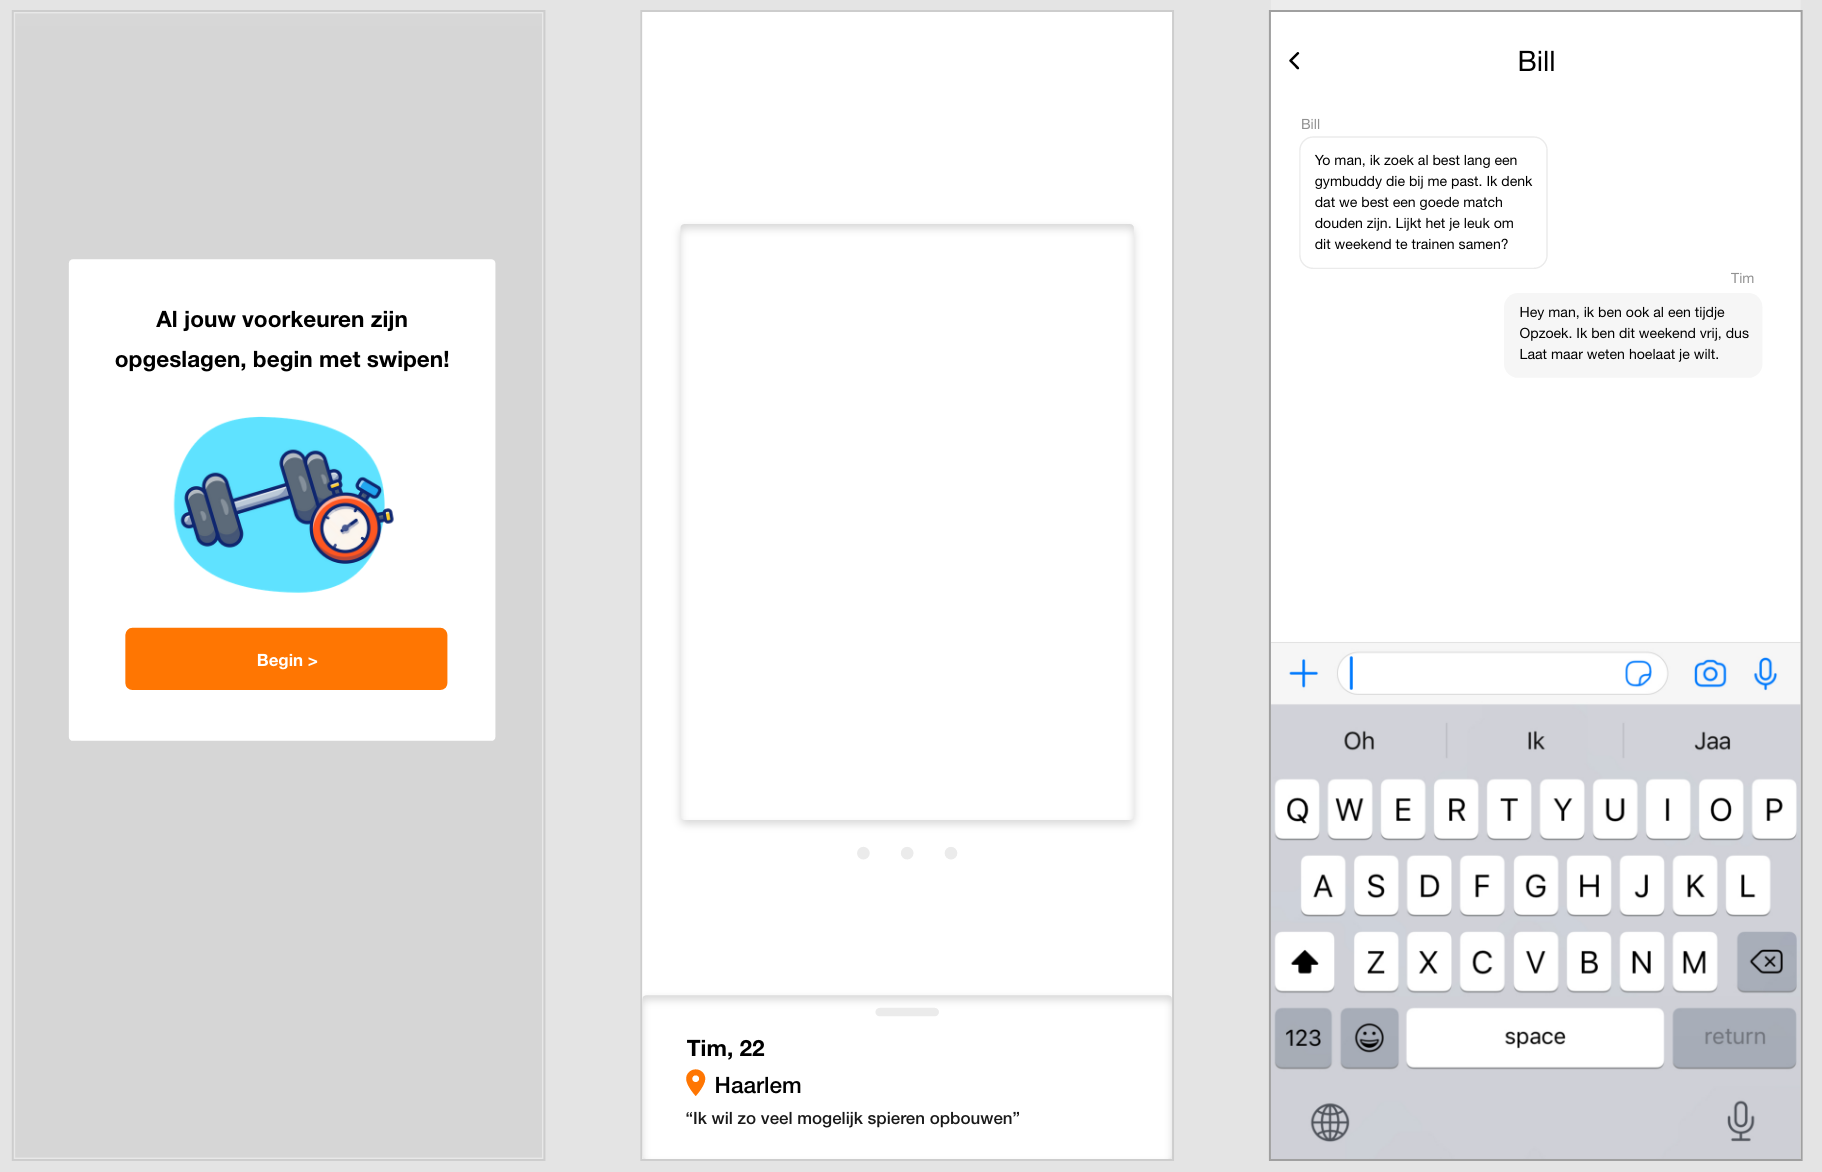 Al jouw voorkeuren zijn
opgeslagen, begin met swipen!
Begin >
Tim, 22
Haarlem
“Ik wil zo veel mogelijk spieren opbouwen”
Bill
Bill
Yo man, ik zoek al best lang een
gymbuddy die bij me past. Ik denk
dat we best een goede match
douden zijn. Lijkt het je leuk om
dit weekend te trainen samen?
Tim
Hey man, ik ben ook al een tijdje
Opzoek. Ik ben dit weekend vrij, dus
Laat maar weten hoelaat je wilt.
Oh Ik Jaa
Q W E R T Y U I O P
A S D F G H J K L
Z X C V B N M
123 space return